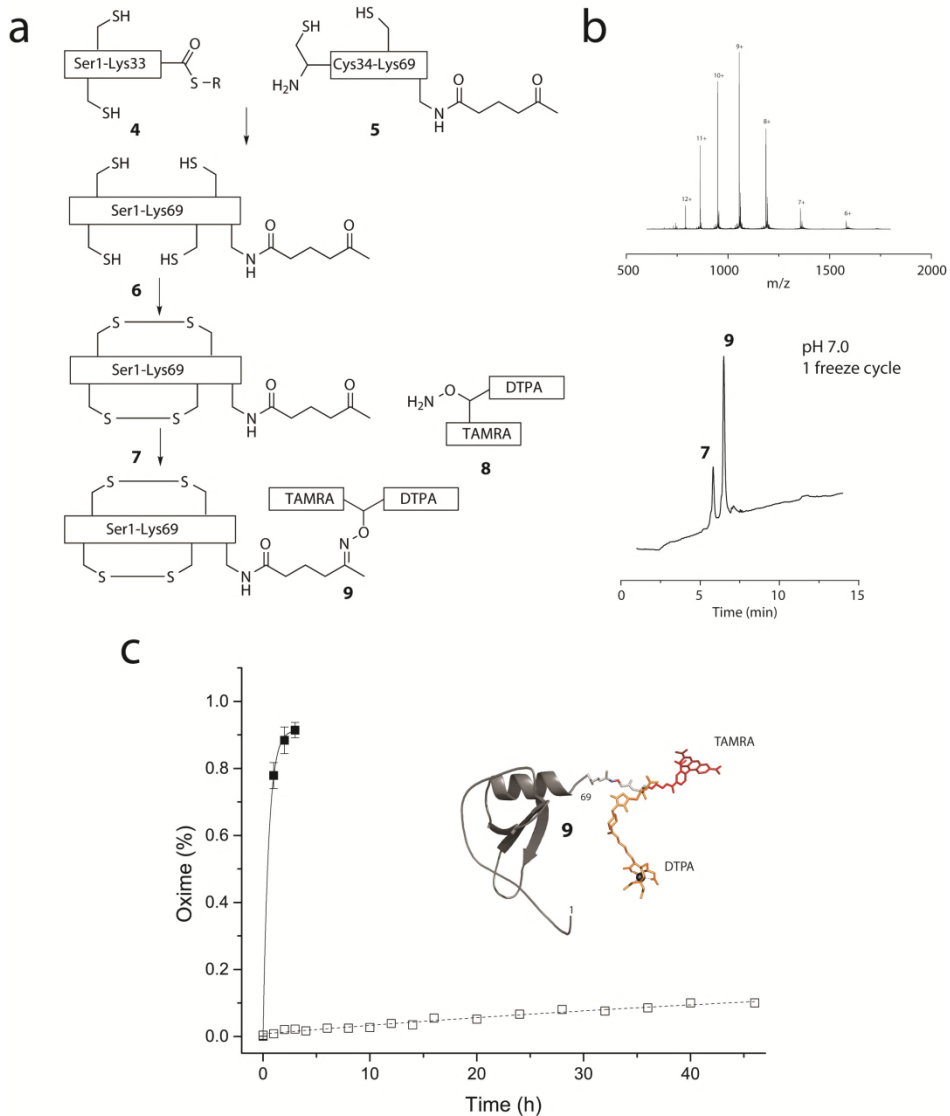 a
SH
Ser1-Lys33
O
S-R
SH
4
SH
HS
H₂N
Cys34-Lys69
N
H
O
O
5
SH
HS
Ser1-Lys69
SH
HS
N
H
O
O
6
S
S
Ser1-Lys69
S
S
N
H
O
O
7
H₂N
O
DTPA
TAMRA
8
S
S
Ser1-Lys69
S
S
N
H
O
TAMRA
DTPA
O
N
9
b
12+
11+
10+
9+
8+
7+
6+
500
1000
1500
2000
m/z
9
7
pH 7.0
1 freeze cycle
0
5
10
15
Time (min)
c
1.0
0.8
0.6
0.4
0.2
0.0
Oxime (%)
0
10
20
30
40
Time (h)
69
9
1
TAMRA
DTPA